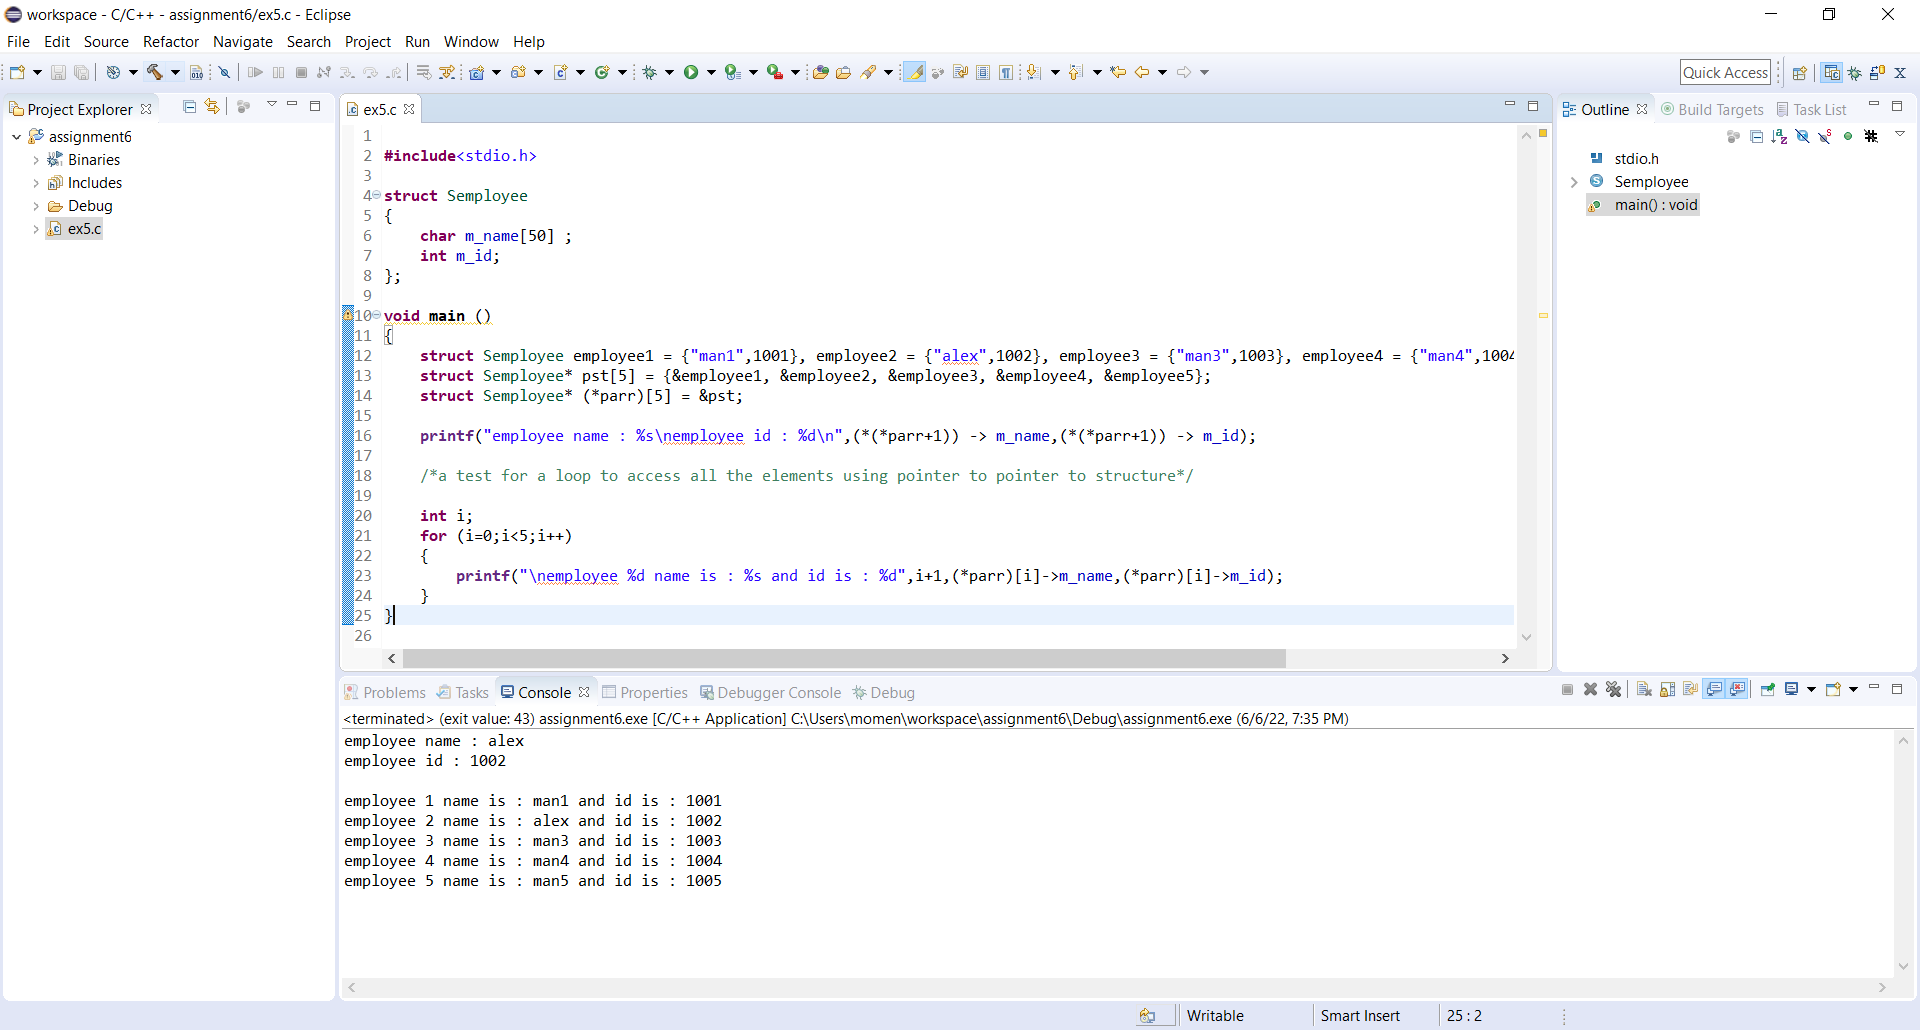 workspace - C/C++ - assignment6/ex5.c - Eclipse
File Edit Source Refactor Navigate Search Project Run Window Help
Quick Access
Project Explorer
assignment6
Binaries
Includes
Debug
ex5.c
ex5.c
1
2 #include<stdio.h>
3
4 struct Semployee
5 {
6     char m_name[50] ;
7     int m_id;
8 };
9
10 void main ()
11 {
12     struct Semployee employee1 = {"man1",1001}, employee2 = {"alex",1002}, employee3 = {"man3",1003}, employee4 = {"man4",1004
13     struct Semployee* pst[5] = {&employee1, &employee2, &employee3, &employee4, &employee5};
14     struct Semployee* (*parr)[5] = &pst;
15
16     printf("employee name : %s\nemployee id : %d\n",(*(*parr+1)) -> m_name,(*(*parr+1)) -> m_id);
17
18     /*a test for a loop to access all the elements using pointer to pointer to structure*/
19
20     int i;
21     for (i=0;i<5;i++)
22     {
23         printf("\nemployee %d name is : %s and id is : %d",i+1,(*parr)[i]->m_name,(*parr)[i]->m_id);
24     }
25 }
26
Outline Build Targets Task List
stdio.h
Semployee
main() : void
Problems Tasks Console Properties Debugger Console Debug
<terminated> (exit value: 43) assignment6.exe [C/C++ Application] C:\Users\momen\workspace\assignment6\Debug\assignment6.exe (6/6/22, 7:35 PM)
employee name : alex
employee id : 1002
employee 1 name is : man1 and id is : 1001
employee 2 name is : alex and id is : 1002
employee 3 name is : man3 and id is : 1003
employee 4 name is : man4 and id is : 1004
employee 5 name is : man5 and id is : 1005
Writable Smart Insert 25 : 2